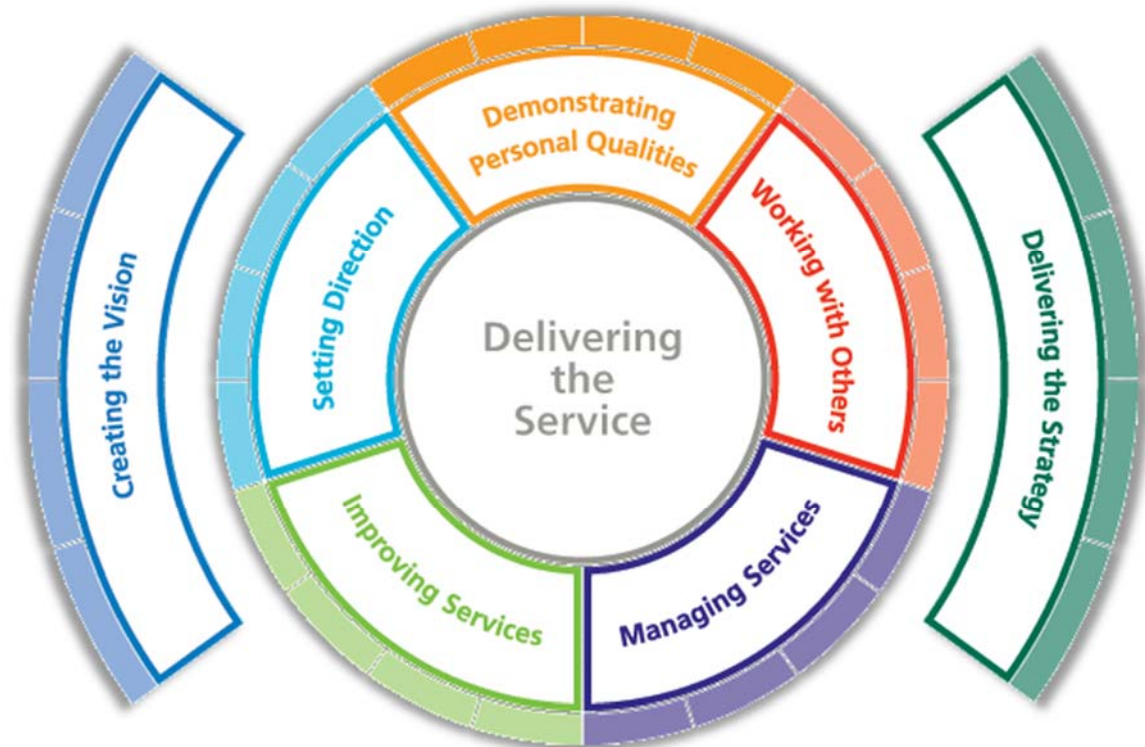 Creating the Vision
Setting Direction
Demonstrating
Personal Qualities
Working with Others
Delivering the Strategy
Delivering
the
Service
Improving Services
Managing Services